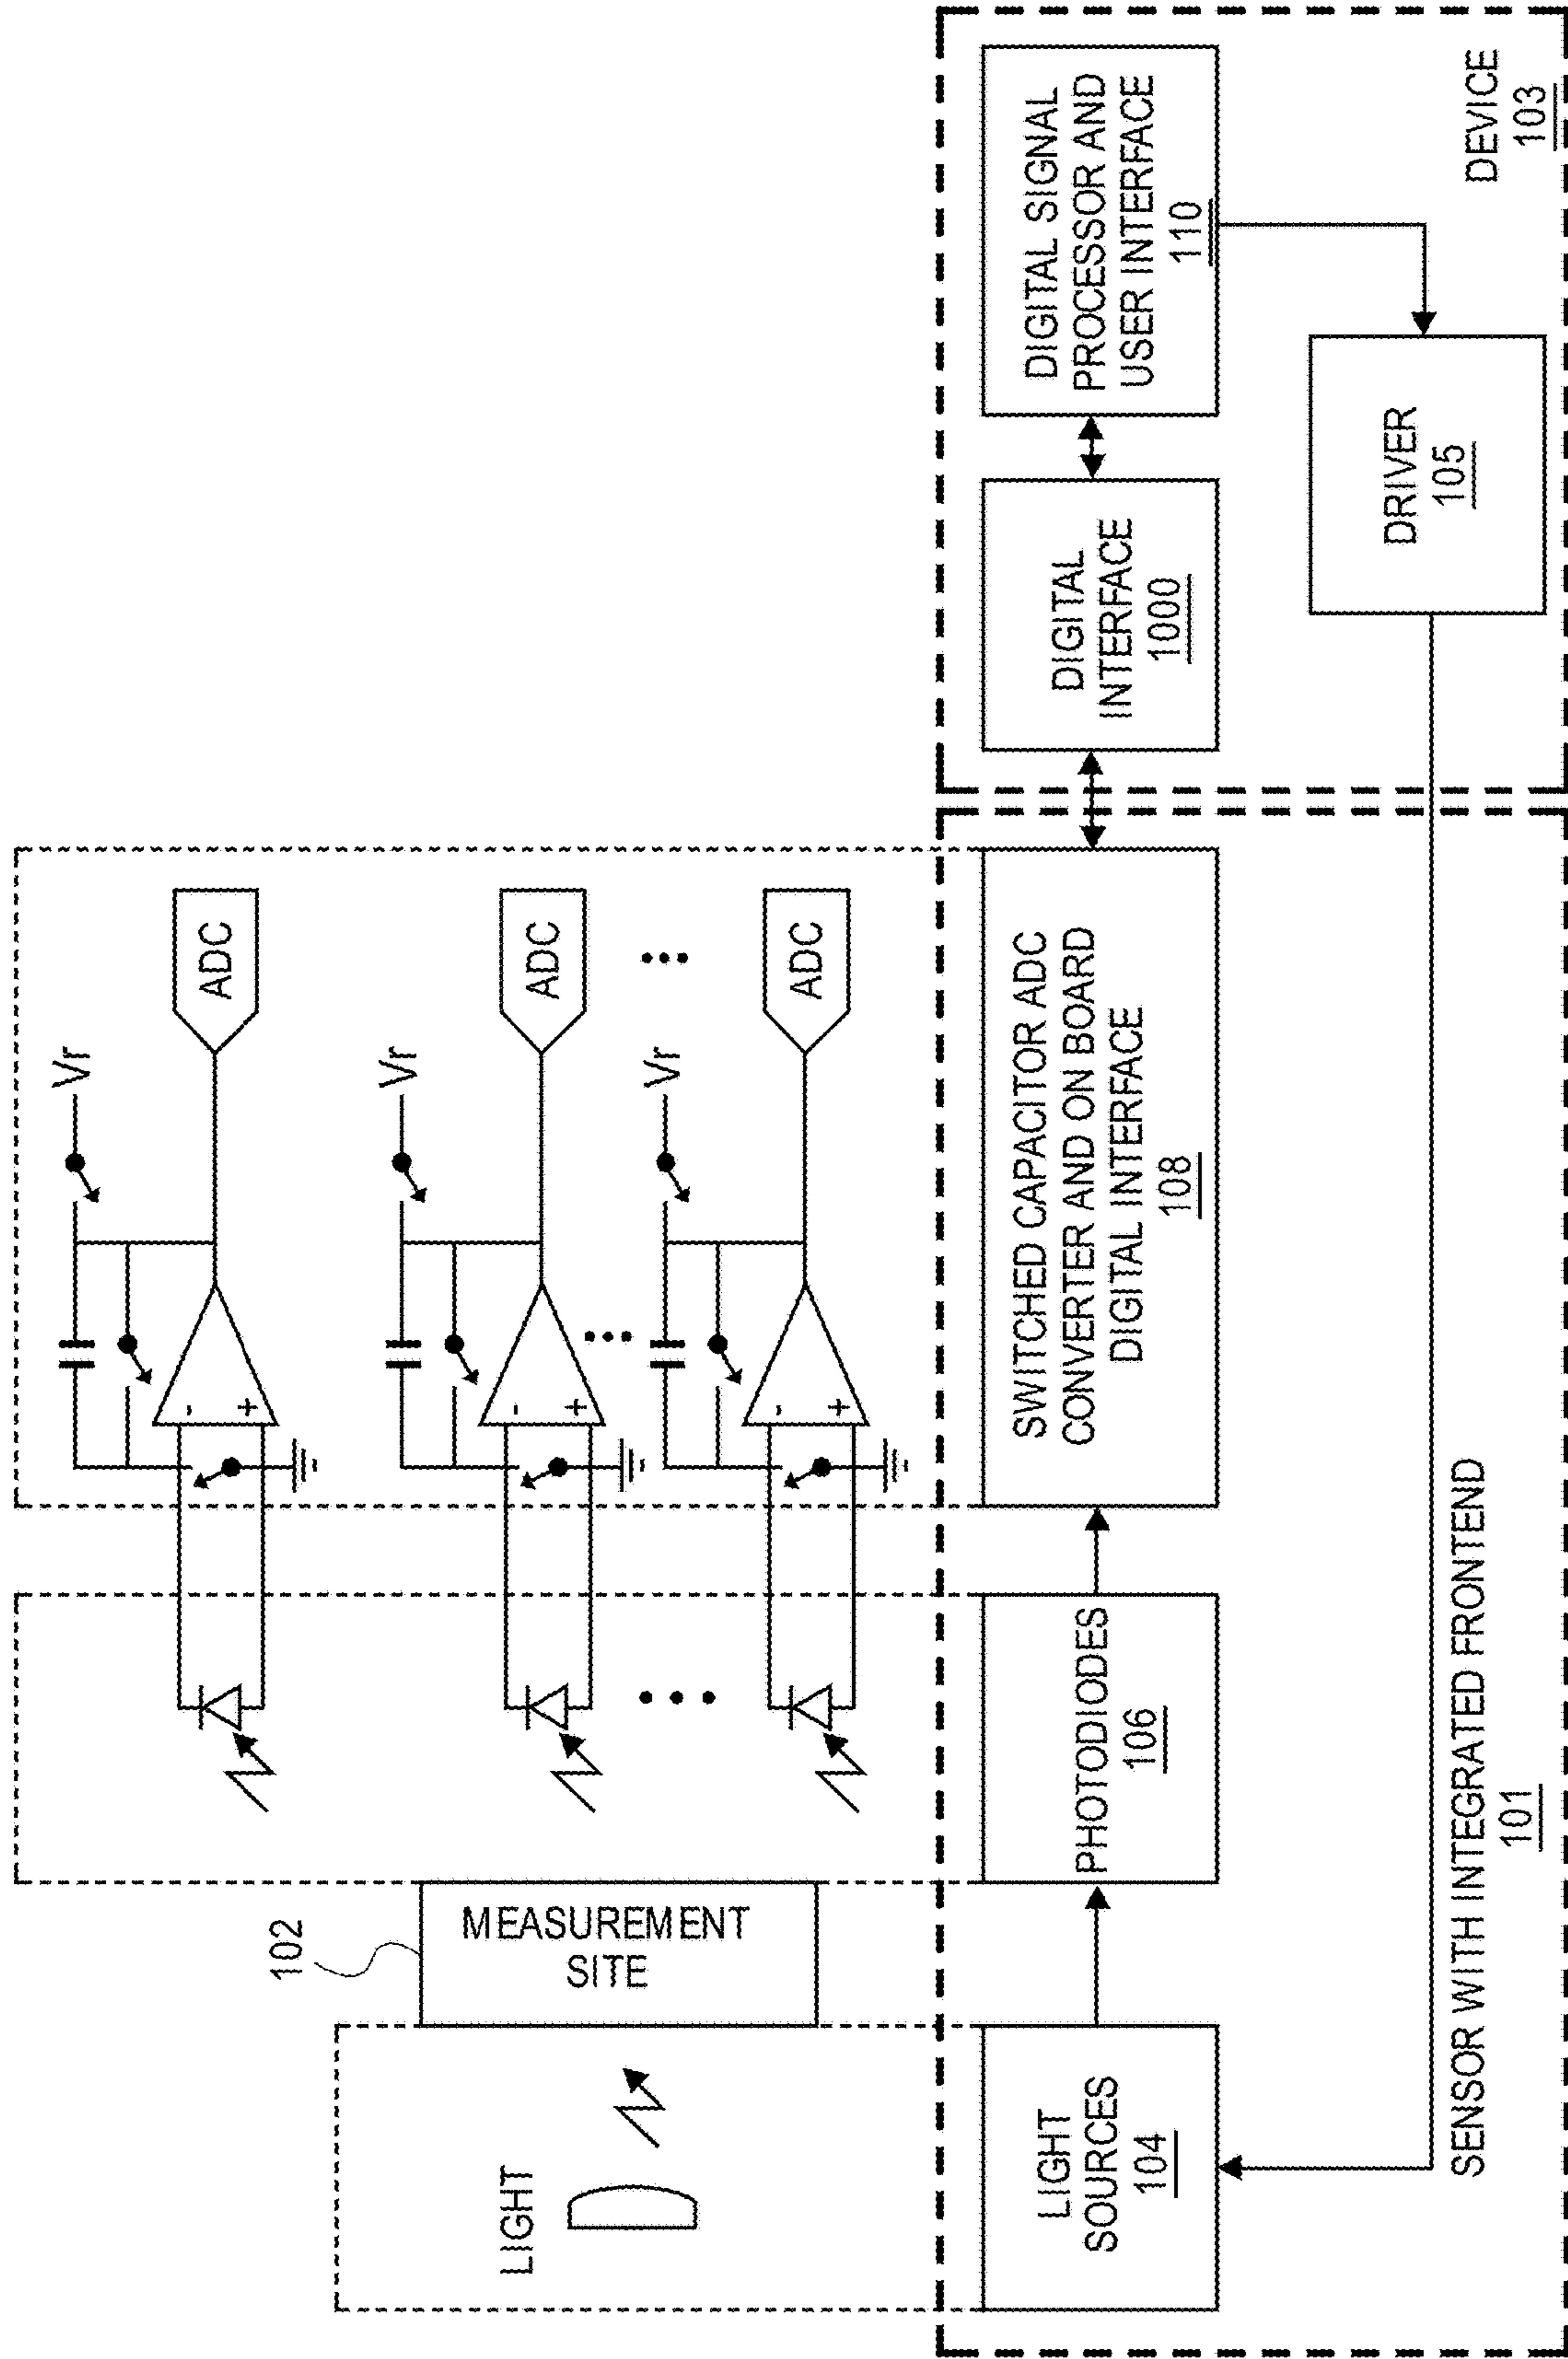 LIGHT
102
MEASUREMENT
SITE
-
+
Vr
ADC
-
+
Vr
ADC
-
+
Vr
ADC
LIGHT
SOURCES
104
PHOTODIODES
106
SWITCHED CAPACITOR ADC
CONVERTER AND ON BOARD
DIGITAL INTERFACE
108
DIGITAL
INTERFACE
1000
DIGITAL SIGNAL
PROCESSOR AND
USER INTERFACE
110
DRIVER
105
DEVICE
103
SENSOR WITH INTEGRATED FRONTEND
101